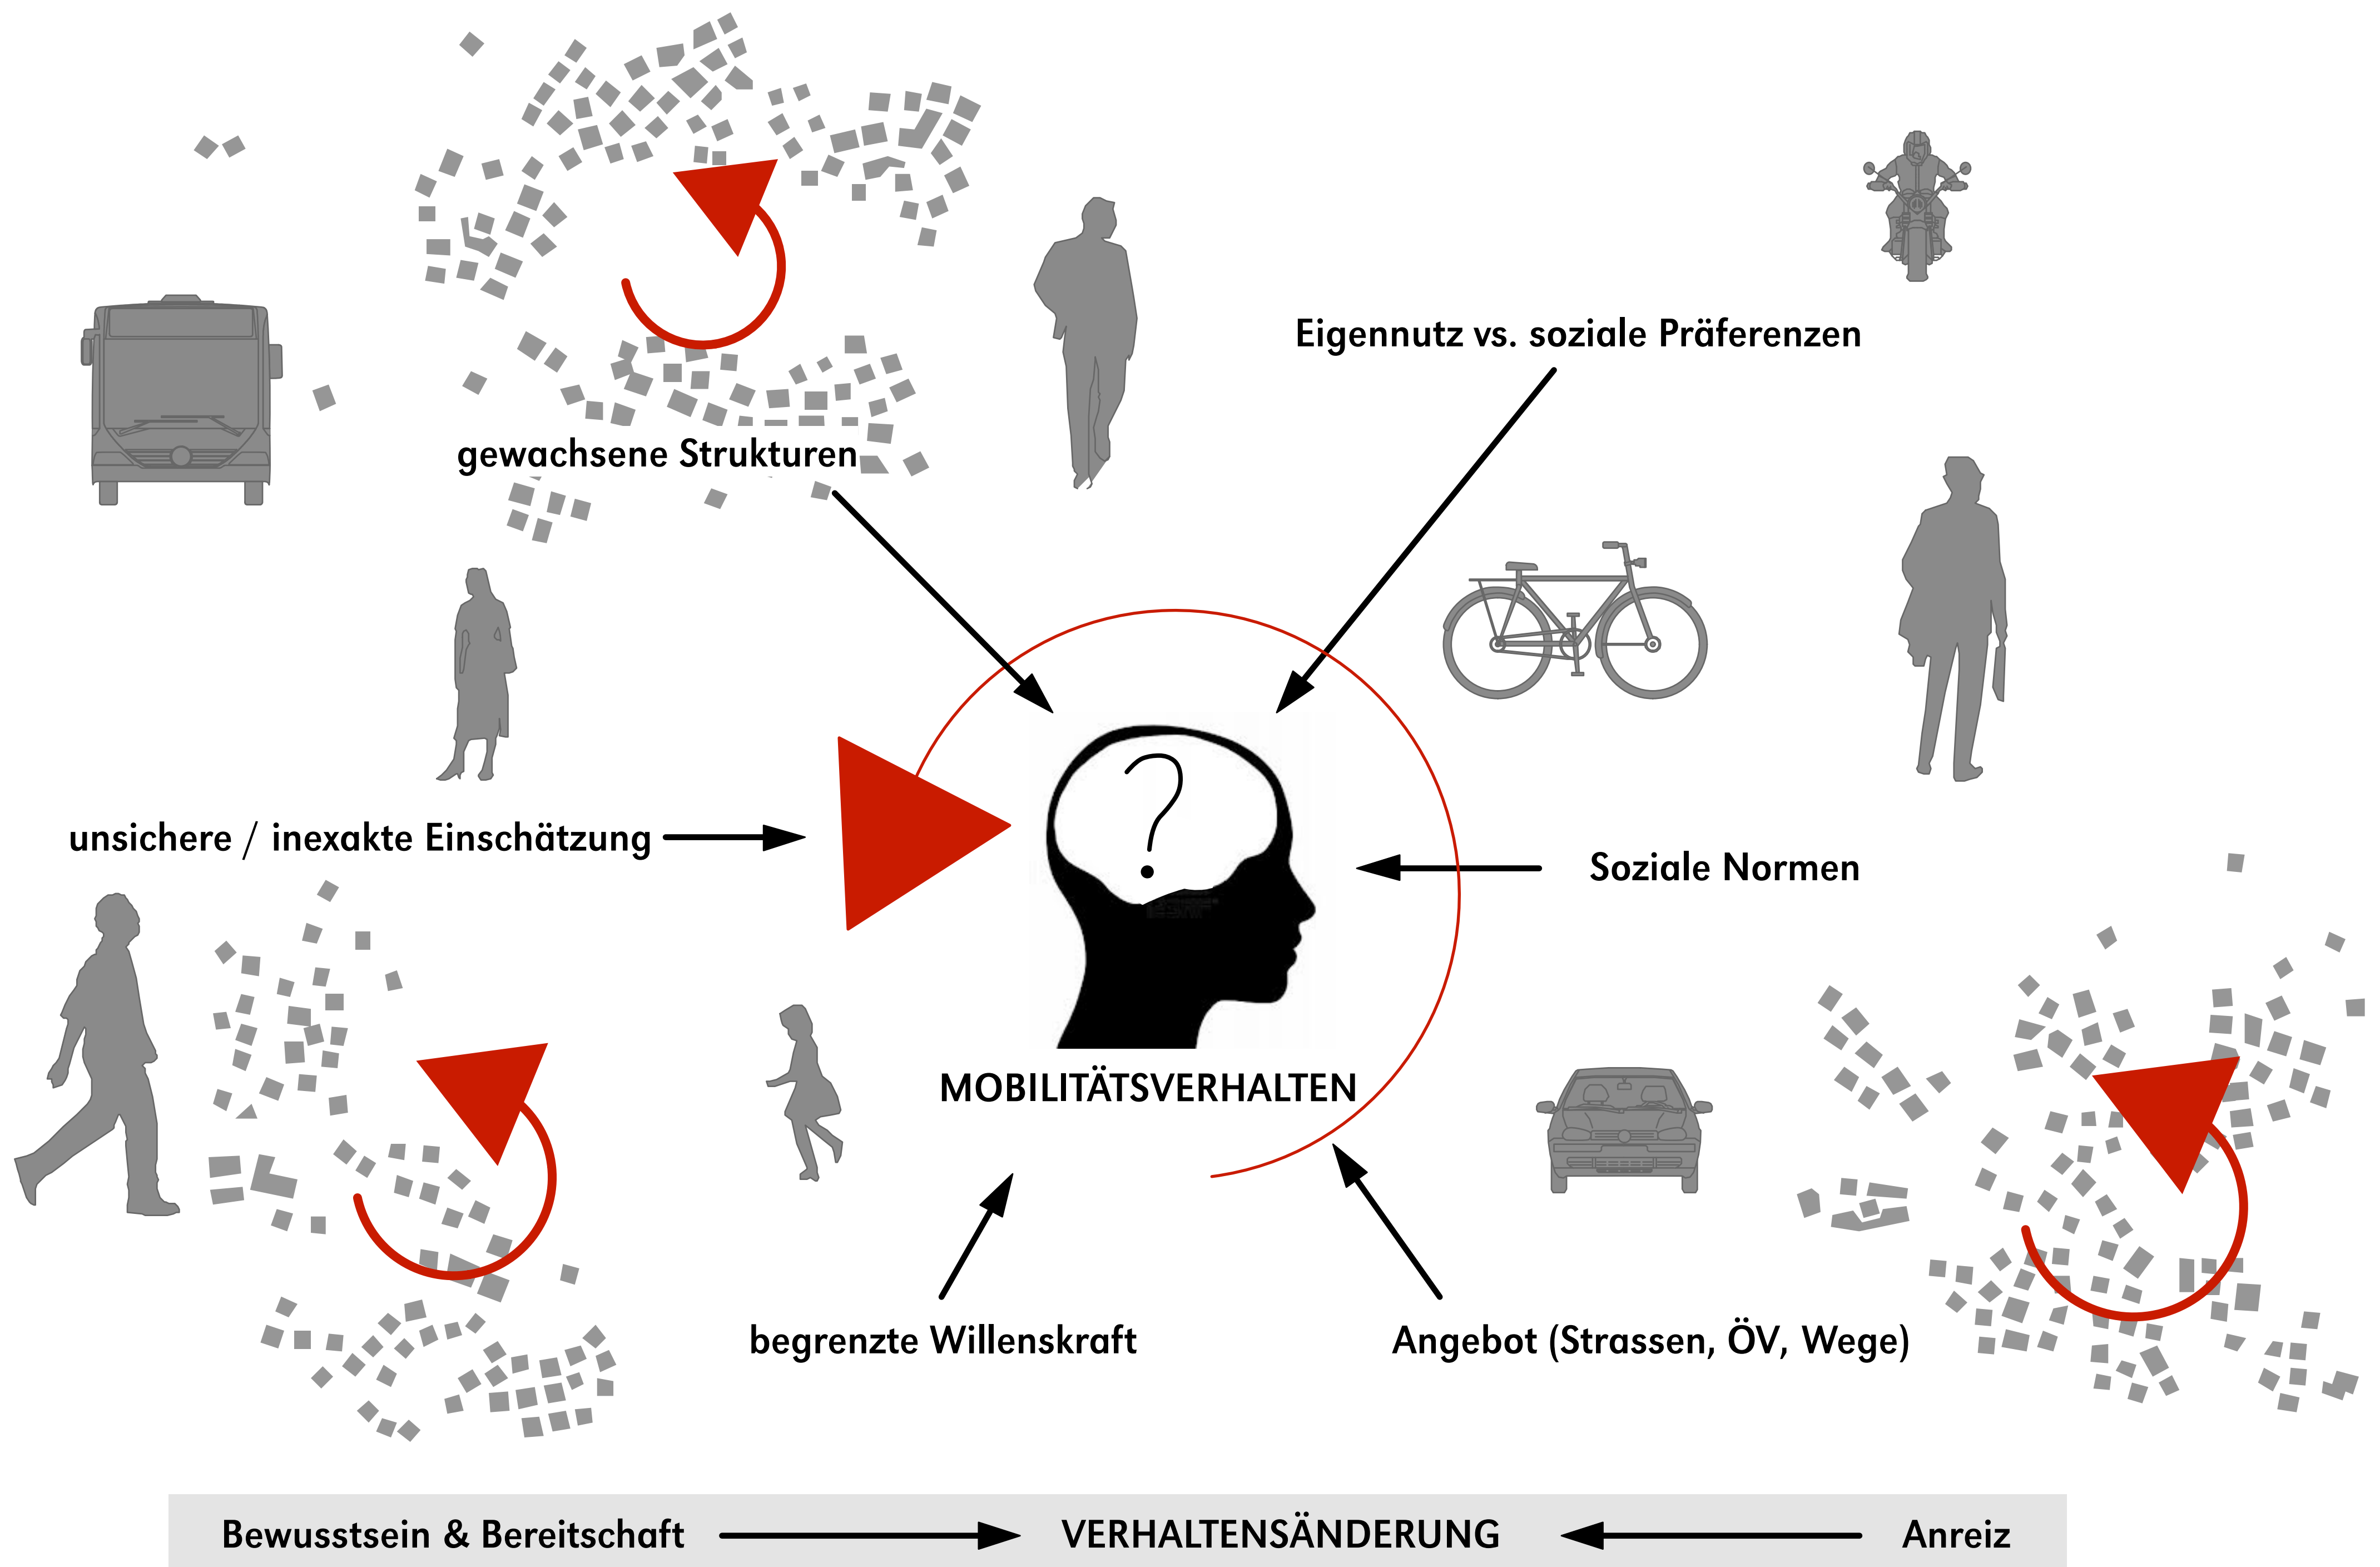 Eigennutz vs. soziale Präferenzen
gewachsene Strukturen
?
unsichere / inexakte Einschätzung
Soziale Normen
MOBILITÄTSVERHALTEN
begrenzte Willenskraft
Angebot (Strassen, ÖV, Wege)
Bewusstsein & Bereitschaft
VERHALTENSÄNDERUNG
Anreiz